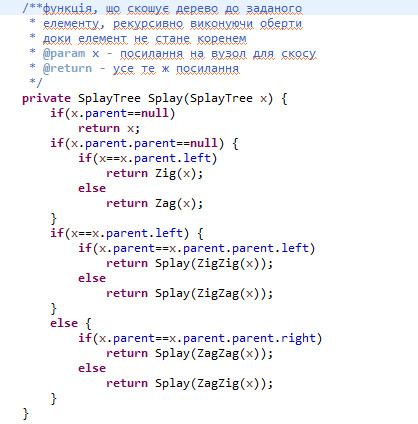 /**функція, що скошує дерево до заданого
 * елементу, рекурсивно виконуючи оберти
 * доки елемент не стане коренем
 * @param x - посилання на вузол для скосу
 * @return - усе те ж посилання
 */
private SplayTree Splay(SplayTree x) {
    if(x.parent==null)
        return x;
    if(x.parent.parent==null) {
        if(x==x.parent.left)
            return Zig(x);
        else
            return Zag(x);
    }
    if(x==x.parent.left) {
        if(x.parent==x.parent.parent.left)
            return Splay(ZigZig(x));
        else
            return Splay(ZigZag(x));
    }
    else {
        if(x.parent==x.parent.parent.right)
            return Splay(ZagZag(x));
        else
            return Splay(ZagZig(x));
    }
}